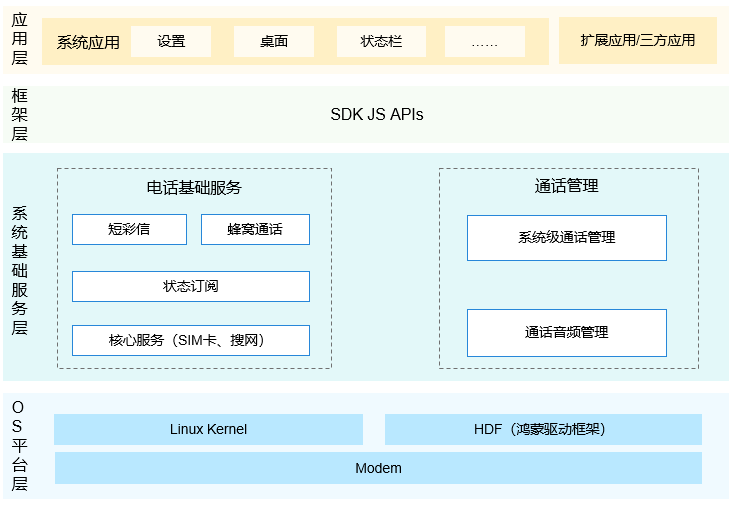 应用层
系统应用
设置
桌面
状态栏
……
扩展应用/三方应用
框架层
SDK JS APIs
系统基础服务层
电话基础服务
短彩信
蜂窝通话
状态订阅
核心服务（SIM卡、搜网）
通话管理
系统级通话管理
通话音频管理
OS平台层
Linux Kernel
HDF（鸿蒙驱动框架）
Modem